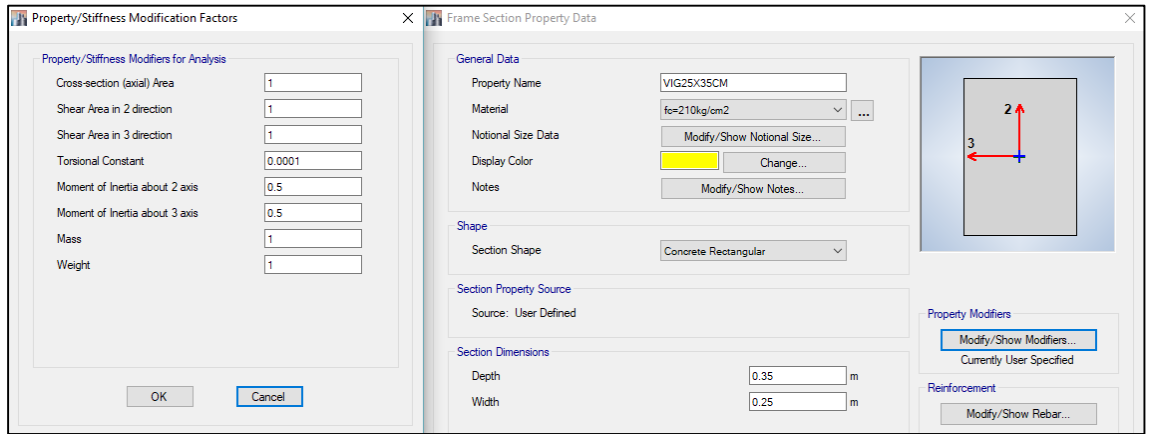 Property/Stiffness Modification Factors
Property/Stiffness Modifiers for Analysis
Cross-section (axial) Area 1
Shear Area in 2 direction 1
Shear Area in 3 direction 1
Torsional Constant 0.0001
Moment of Inertia about 2 axis 0.5
Moment of Inertia about 3 axis 0.5
Mass 1
Weight 1
OK Cancel
Frame Section Property Data
General Data
Property Name VIG25X35CM
Material fc=210kg/cm2 ...
Notional Size Data Modify/Show Notional Size...
Display Color Change...
Notes Modify/Show Notes...
2
3
Shape
Section Shape Concrete Rectangular
Section Property Source
Source: User Defined
Section Dimensions
Depth 0.35 m
Width 0.25 m
Property Modifiers
Modify/Show Modifiers...
Currently User Specified
Reinforcement
Modify/Show Rebar...